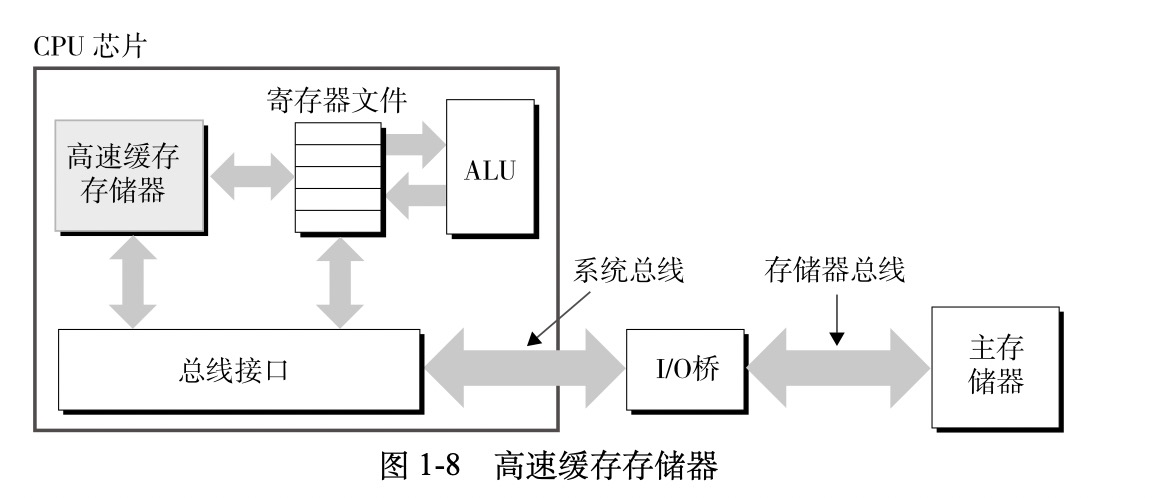 CPU 芯片
寄存器文件
高速缓存
存储器
ALU
系统总线
存储器总线
总线接口
I/O桥
主存
储器
图 1-8 高速缓存存储器